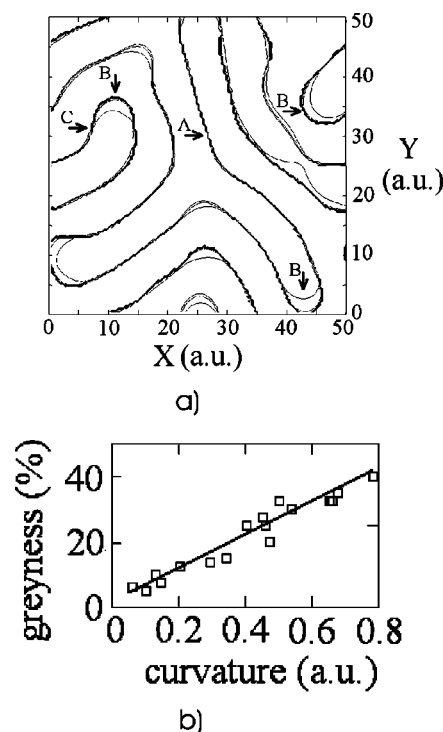 a)
50
40
30
20
10
0
Y
(a.u.)
B
C
A
B
B
0 10 20 30 40 50
X (a.u.)
a)
greyness (%)
40
20
0
0 0.2 0.4 0.6 0.8
curvature (a.u.)
b)